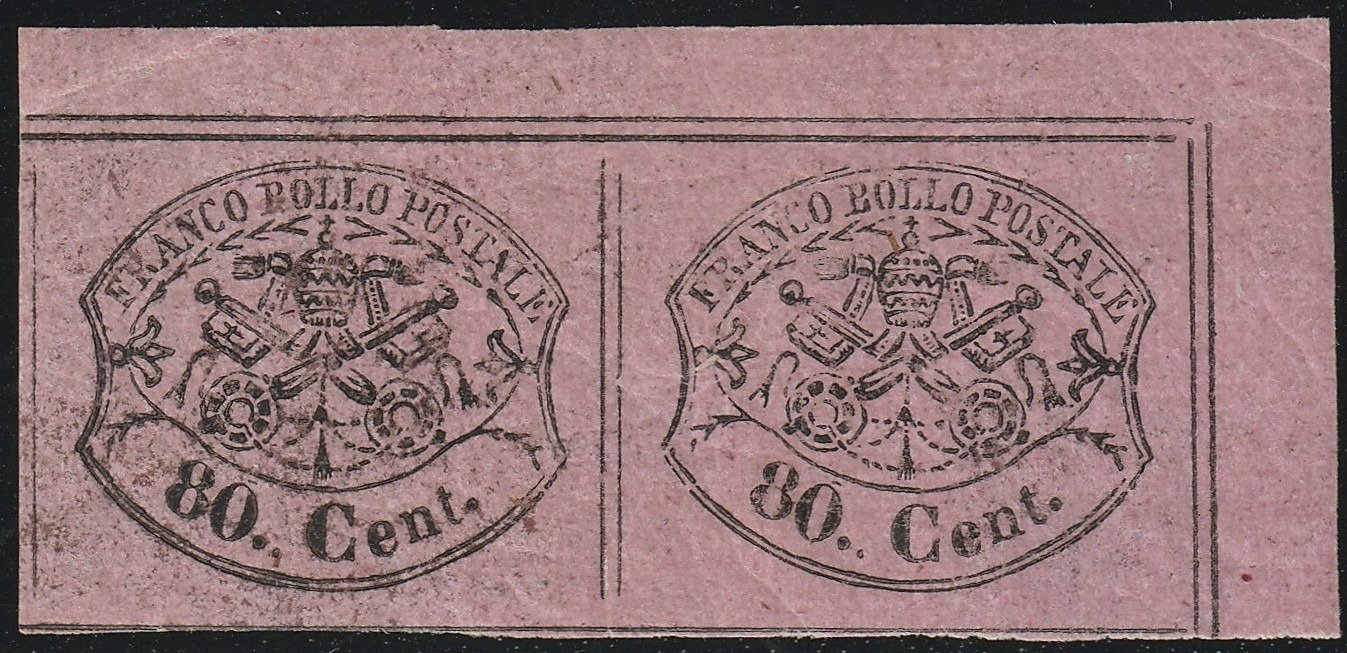 FRANCO BOLLO POSTALE
80. Cent.
FRANCO BOLLO POSTALE
80. Cent.